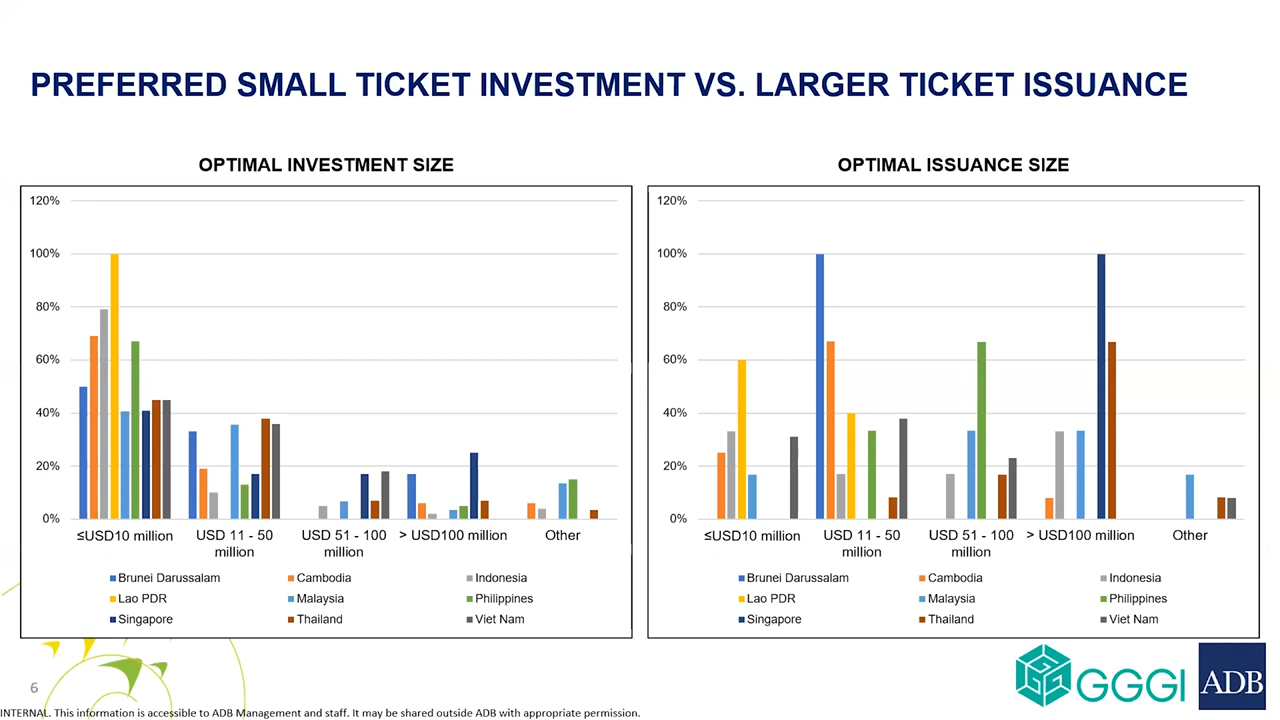 PREFERRED SMALL TICKET INVESTMENT VS. LARGER TICKET ISSUANCE
OPTIMAL INVESTMENT SIZE
120%
100%
80%
60%
40%
20%
0%
≤USD10 million
USD 11 - 50
million
USD 51 - 100
million
> USD100 million
Other
Brunei Darussalam
Cambodia
Indonesia
Lao PDR
Malaysia
Philippines
Singapore
Thailand
Viet Nam
OPTIMAL ISSUANCE SIZE
120%
100%
80%
60%
40%
20%
0%
≤USD10 million
USD 11 - 50
million
USD 51 - 100
million
> USD100 million
Other
Brunei Darussalam
Cambodia
Indonesia
Lao PDR
Malaysia
Philippines
Singapore
Thailand
Viet Nam
6
GGGI
ADB
INTERNAL. This information is accessible to ADB Management and staff. It may be shared outside ADB with appropriate permission.